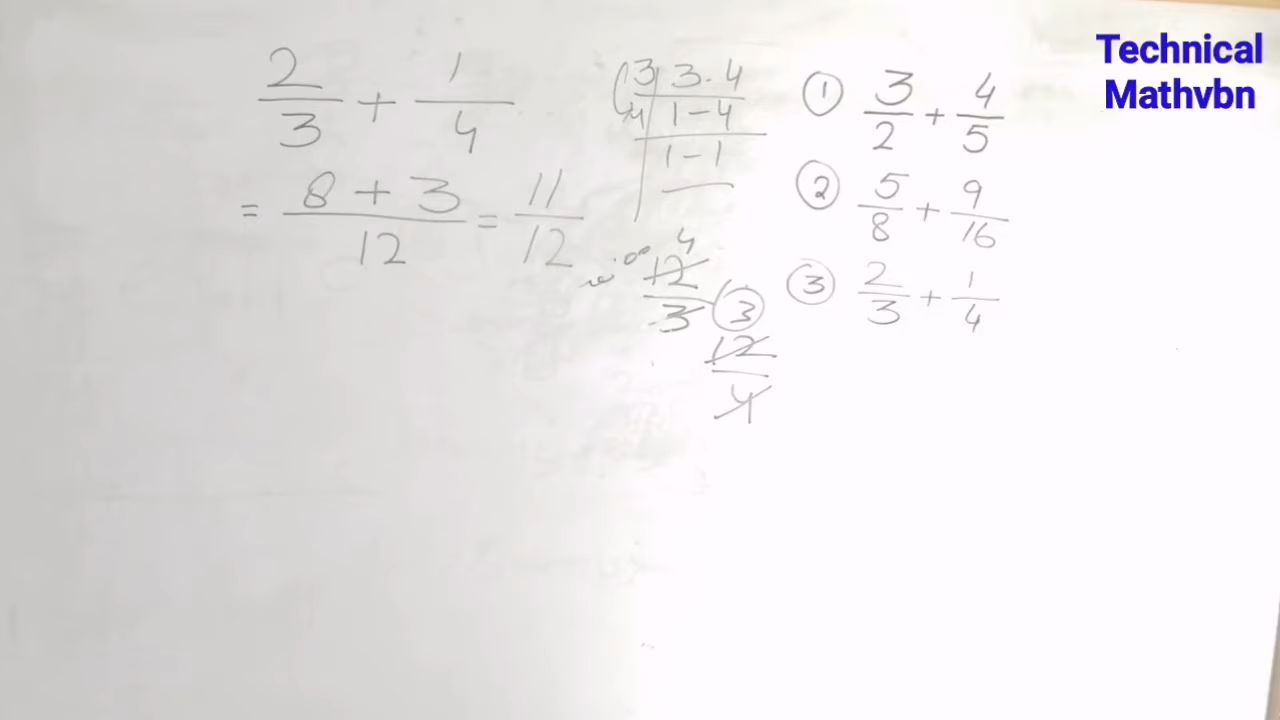 Technical
Mathvbn
2/3 + 1/4
= 8 + 3/12 = 11/12
3 | 3 - 4
4 | 1 - 4
1 - 1
12/3 4
12/4 3
① 3/2 + 4/5
② 5/8 + 9/16
③ 2/3 + 1/4